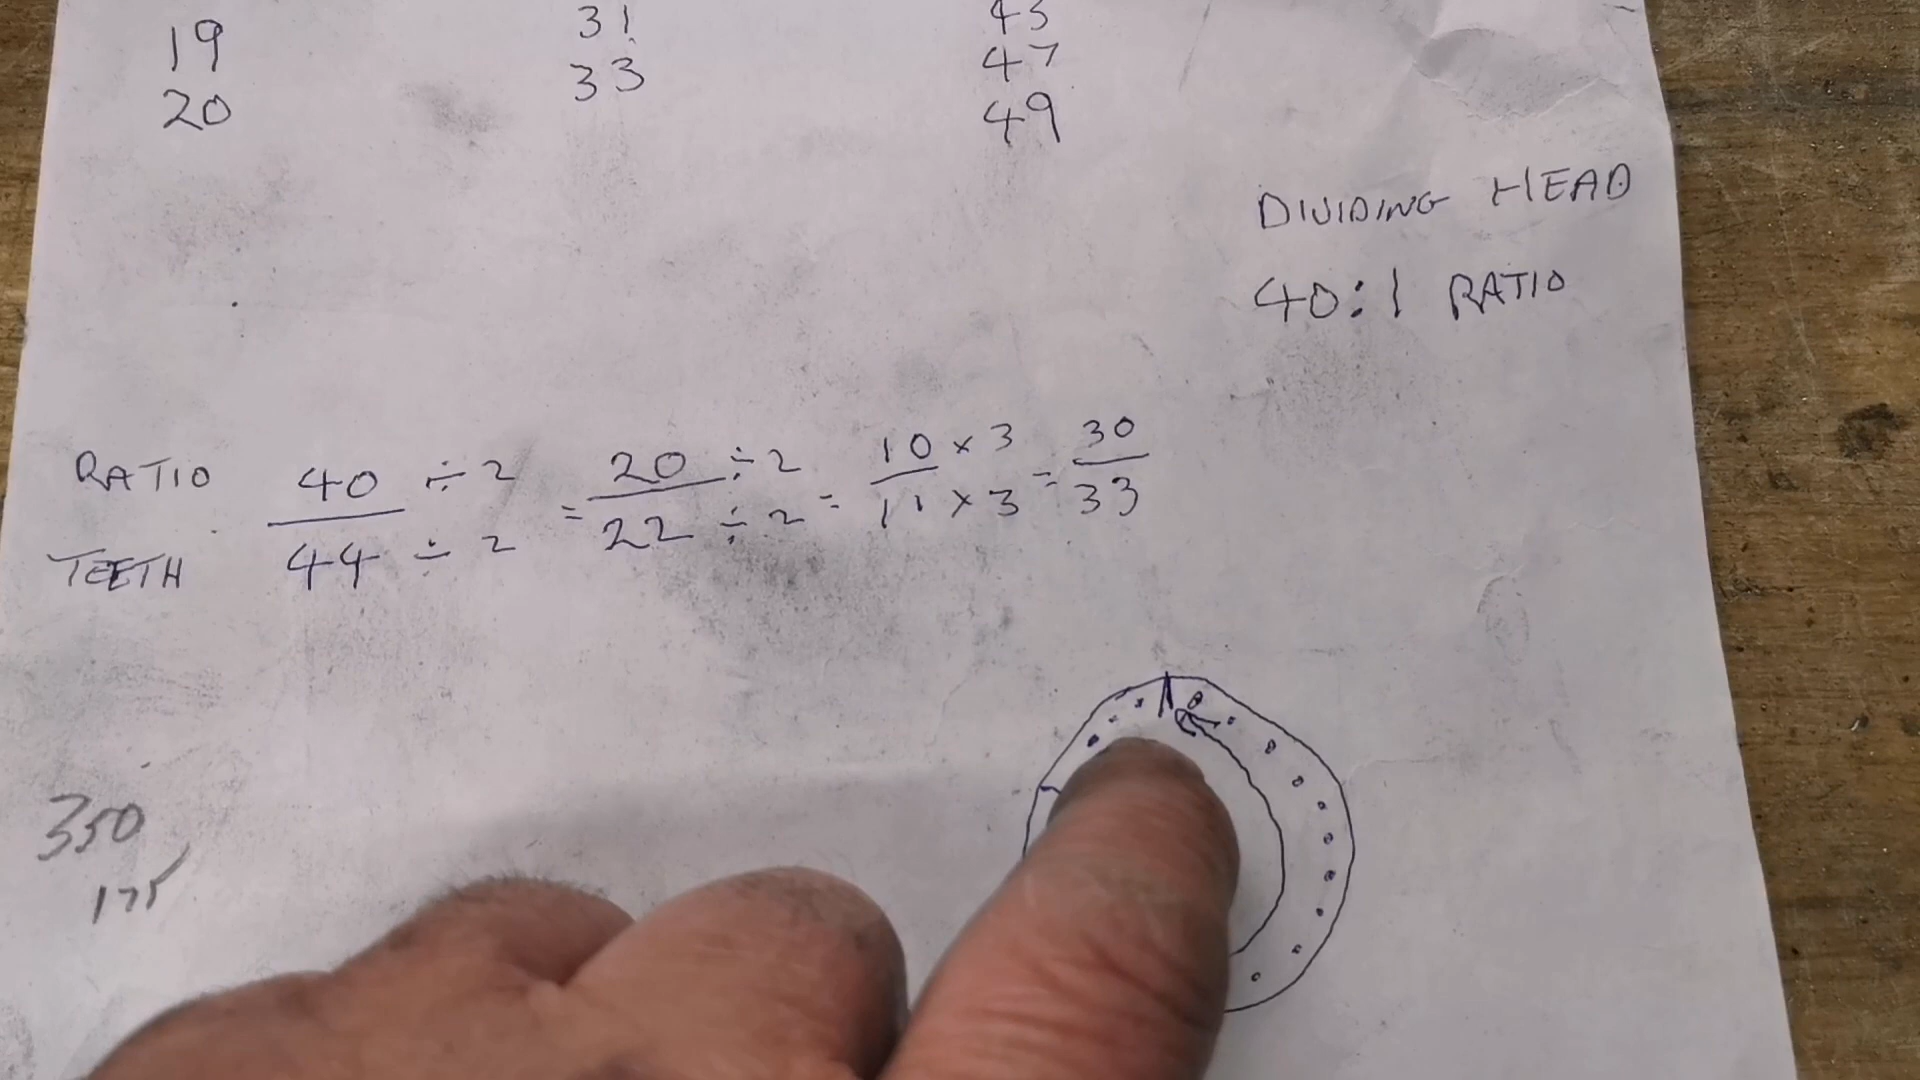 19 31 43
20 33 47
49
DIVIDING HEAD
40:1 RATIO
RATIO 40 ÷ 2 = 20 ÷ 2 = 10 × 3 = 30
TEETH 44 ÷ 2 22 ÷ 2 11 × 3 33
350
175